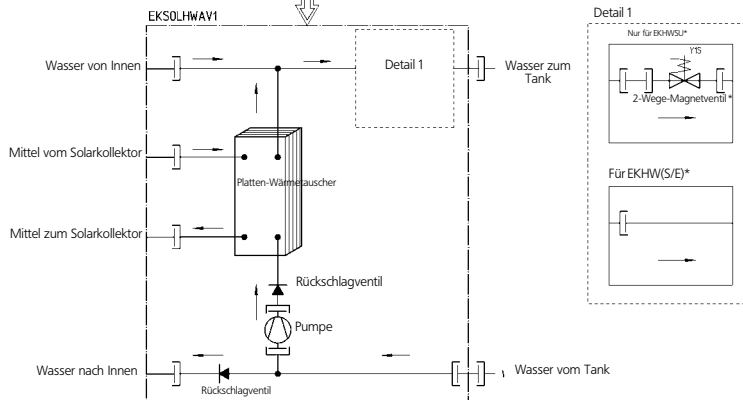 EKSOLHWAV1
Detail 1
Nur für EKHWSU*
Y1S
Wasser von Innen
Detail 1
Wasser zum
Tank
2-Wege-Magnetventil*
Mittel vom Solarkollektor
Platten-Wärmetauscher
Für EKHW(S/E)*
Mittel zum Solarkollektor
Rückschlagventil
Pumpe
Wasser nach Innen
Wasser vom Tank
Rückschlagventil